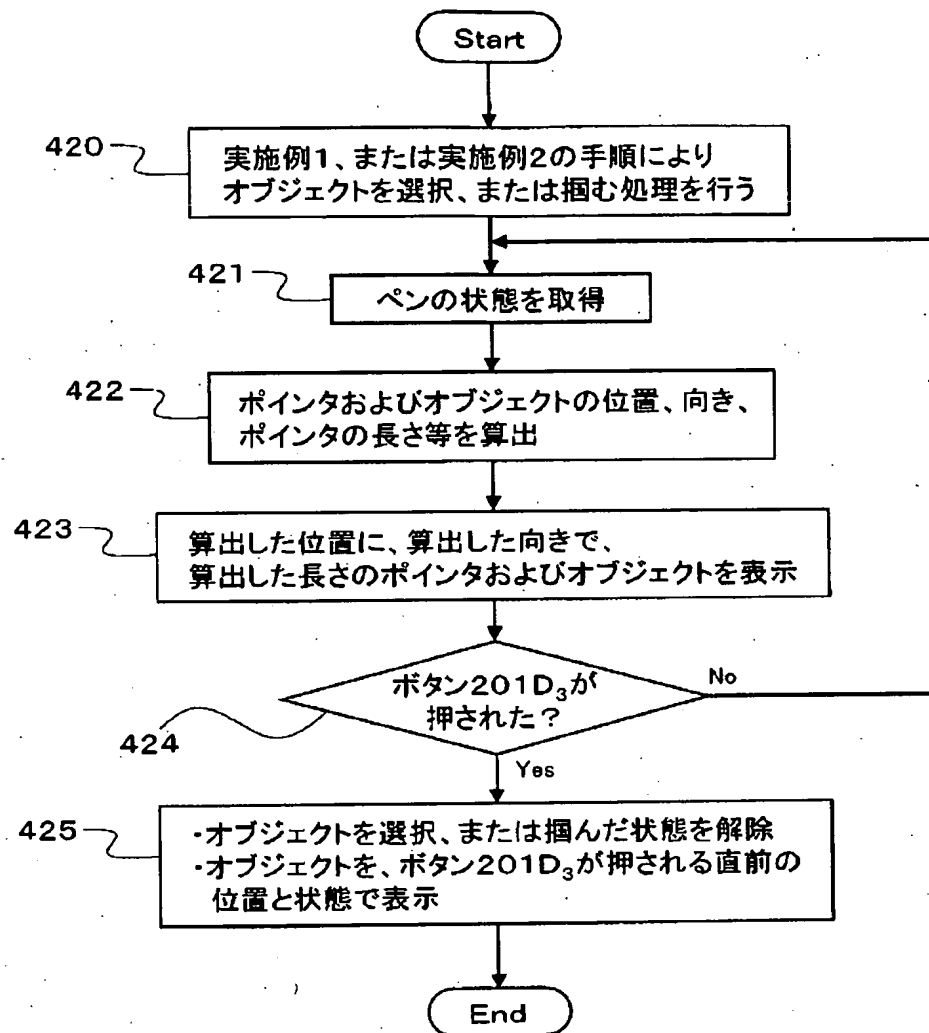 Start
420
実施例1、または実施例2の手順により
オブジェクトを選択、または掴む処理を行う
421
ペンの状態を取得
422
ポインタおよびオブジェクトの位置、向き、
ポインタの長さ等を算出
423
算出した位置に、算出した向きで、
算出した長さのポインタおよびオブジェクトを表示
ボタン201D₃が
押された?
No
424
Yes
425
・オブジェクトを選択、または掴んだ状態を解除
・オブジェクトを、ボタン201D₃が押される直前の
位置と状態で表示
End